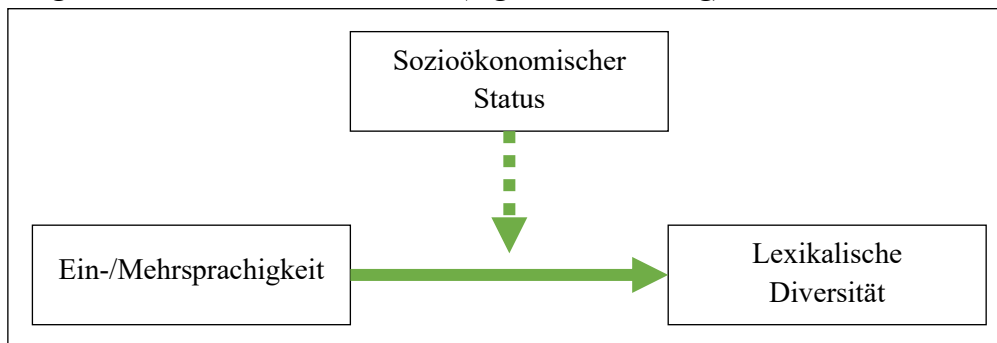 Sozioökonomischer
Status
Ein-/Mehrsprachigkeit
Lexikalische
Diversität